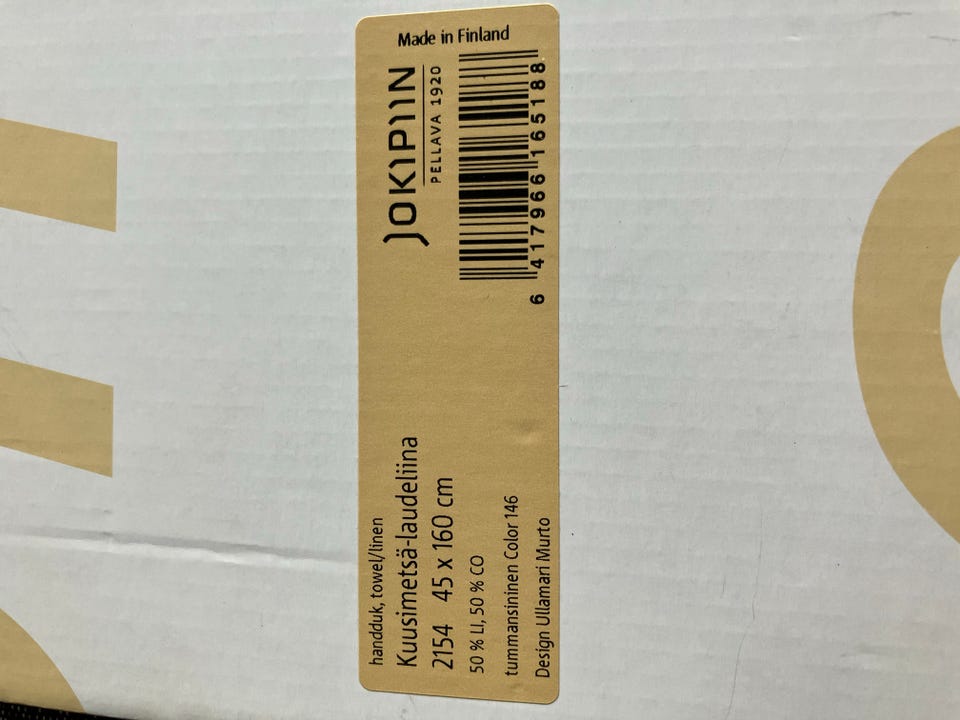 handduk, towel/linen
Kuusimetsä-laudeliina
2154 45 x 160 cm
50 % LI, 50 % CO
tummansininen Color 146
Design Ullamari Murto
Made in Finland
JOKIPIIN
PELLAVA 1920
6 417966 165188